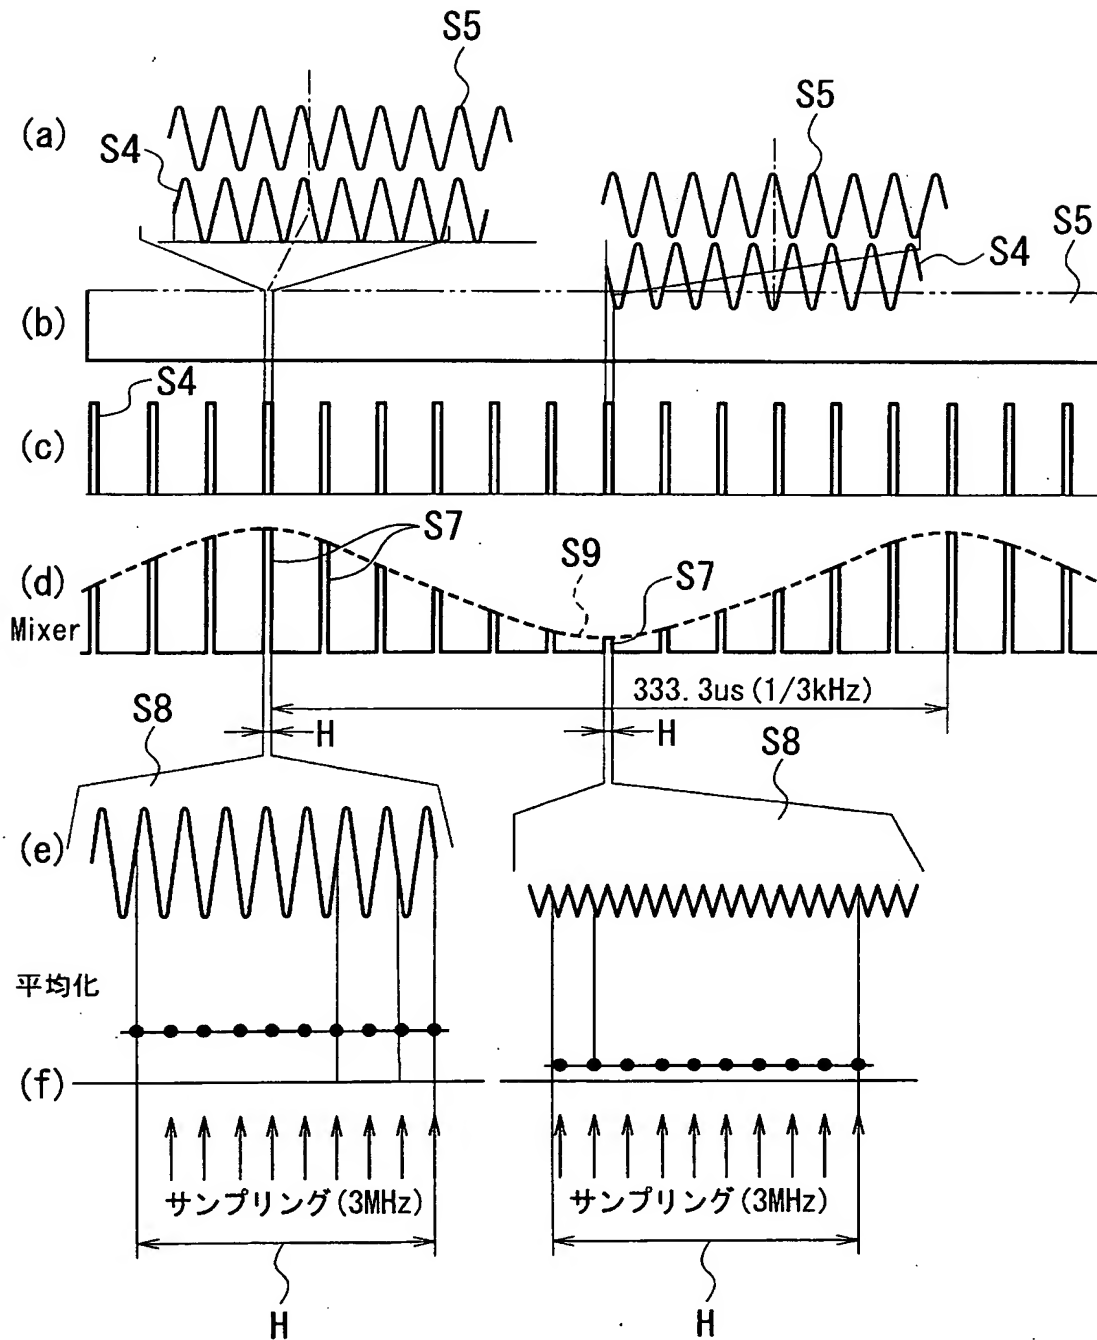 S5
(a)
S4
S5
S4
S5
(b)
S4
(c)
S7
S9
S7
(d)
Mixer
333.3us(1/3kHz)
S8
H
H
S8
(e)
平均化
(f)
サンプリング(3MHz)
サンプリング(3MHz)
H
H